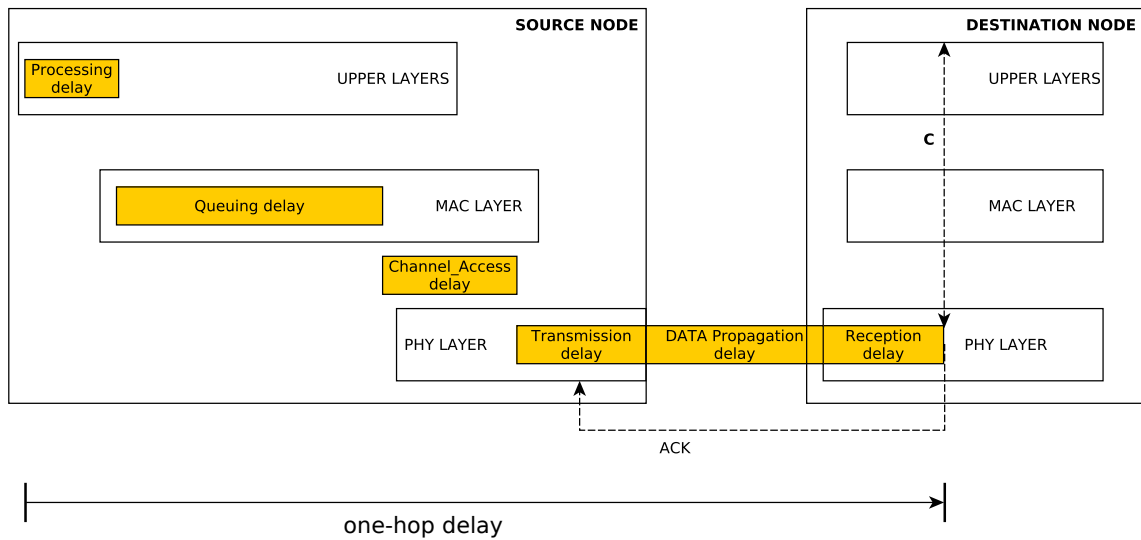 SOURCE NODE
DESTINATION NODE
Processing
delay
UPPER LAYERS
UPPER LAYERS
C
Queuing delay
MAC LAYER
MAC LAYER
Channel_Access
delay
PHY LAYER
Transmission
delay
DATA Propagation
delay
Reception
delay
PHY LAYER
ACK
one-hop delay